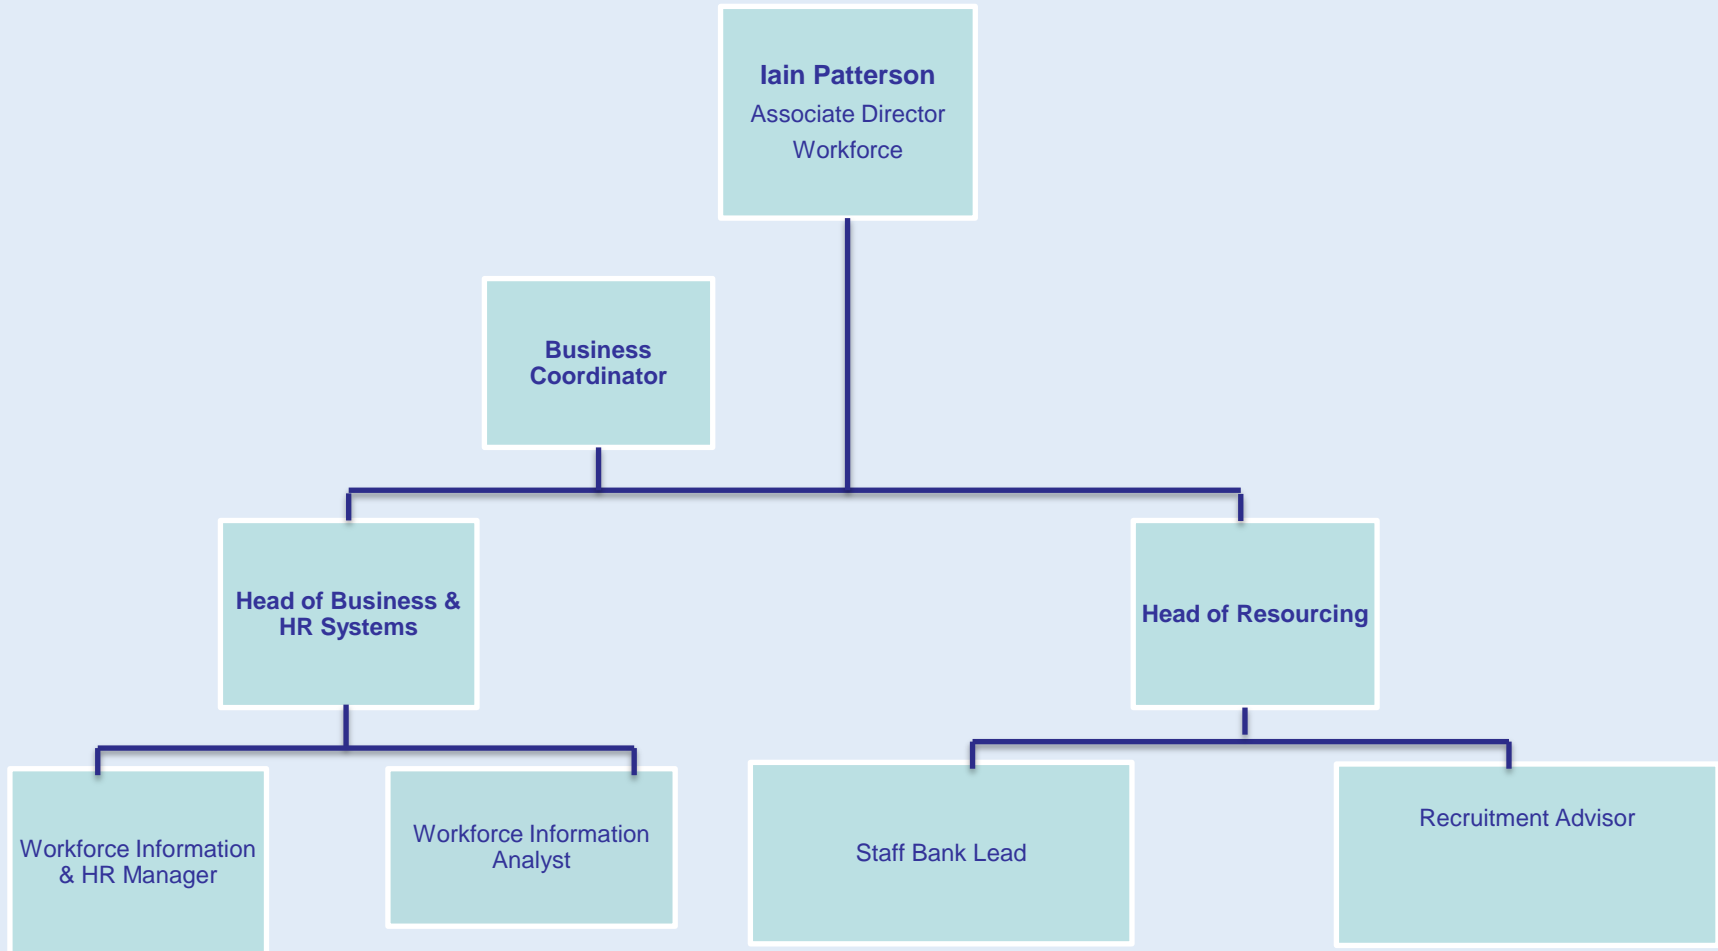 Iain Patterson
Associate Director
Workforce
Business
Coordinator
Head of Business &
HR Systems
Head of Resourcing
Workforce Information
& HR Manager
Workforce Information
Analyst
Staff Bank Lead
Recruitment Advisor